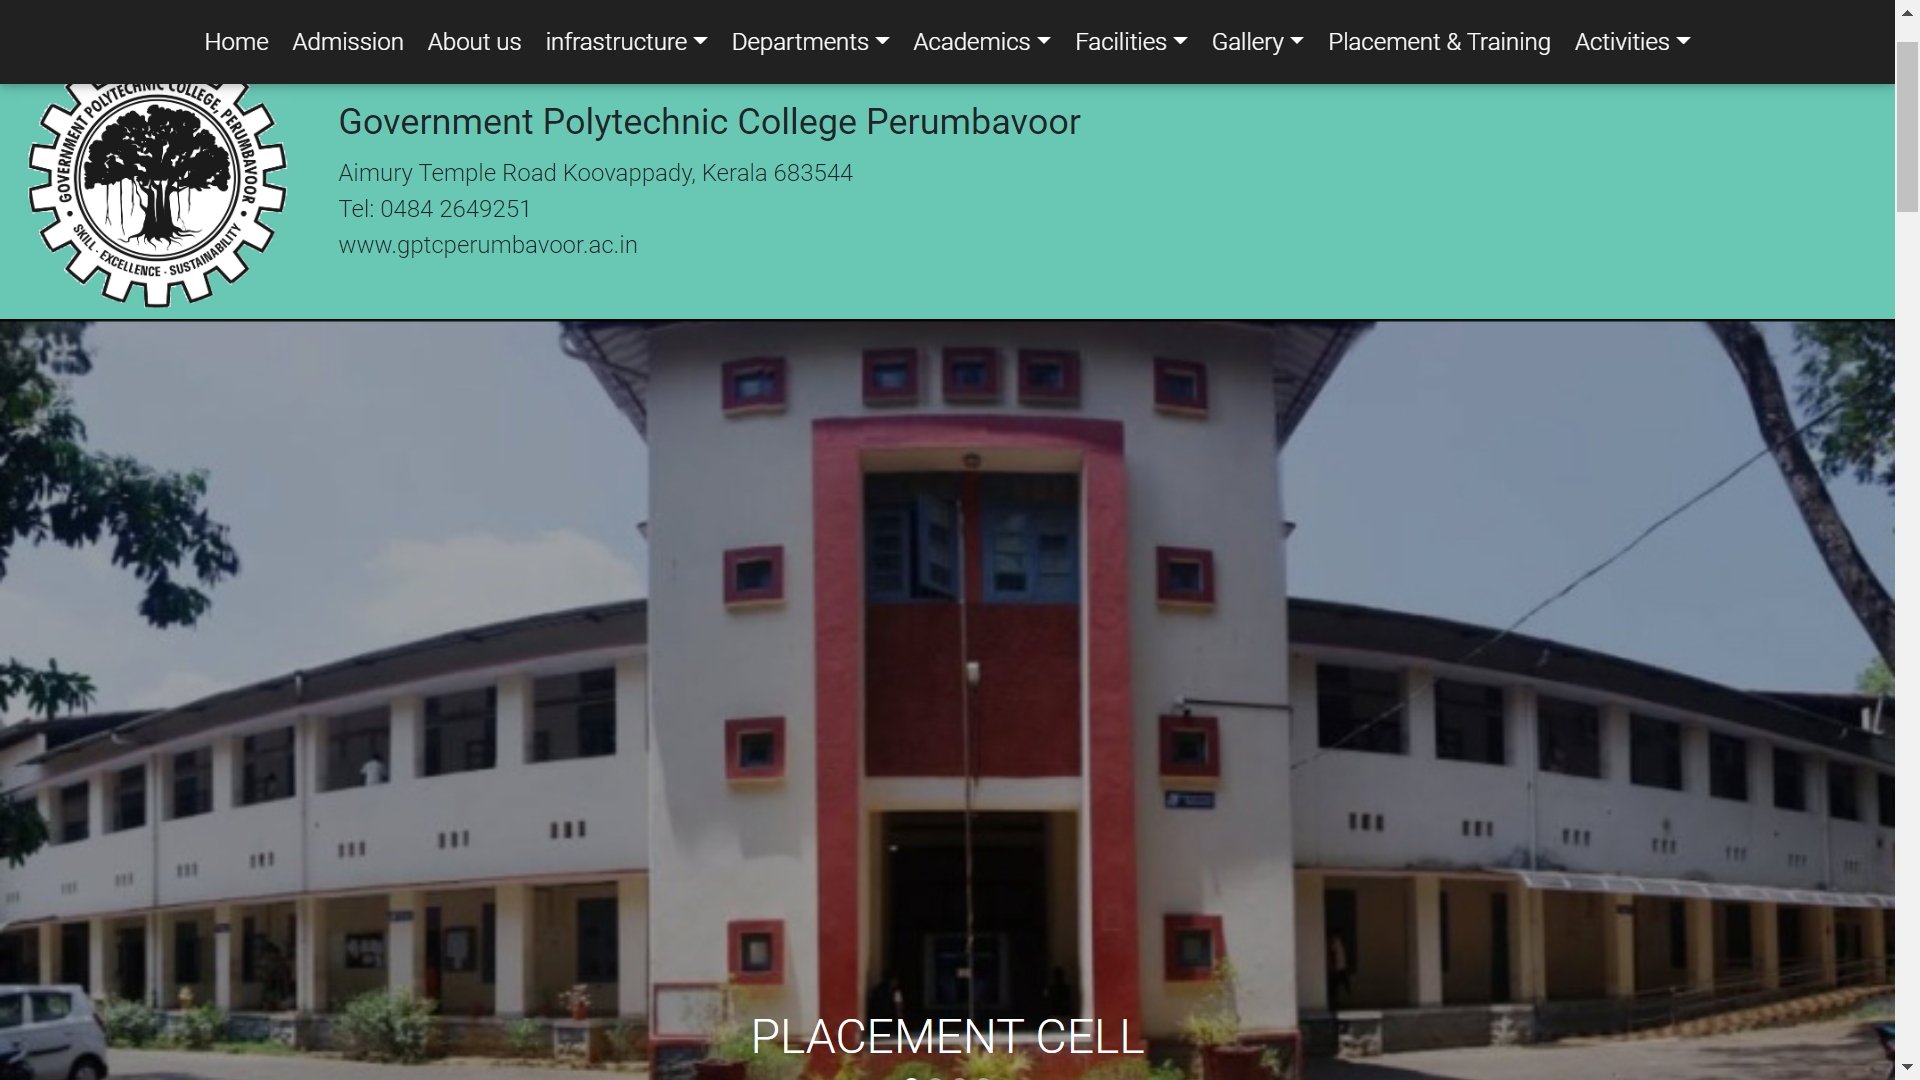 Home Admission About us infrastructure Departments Academics Facilities Gallery Placement & Training Activities
GOVERNMENT POLYTECHNIC COLLEGE, PERUMBAVOOR
SKILL - EXCELLENCE - SUSTAINABILITY
Government Polytechnic College Perumbavoor
Aimury Temple Road Koovappady, Kerala 683544
Tel: 0484 2649251
www.gptcperumbavoor.ac.in
PLACEMENT CELL